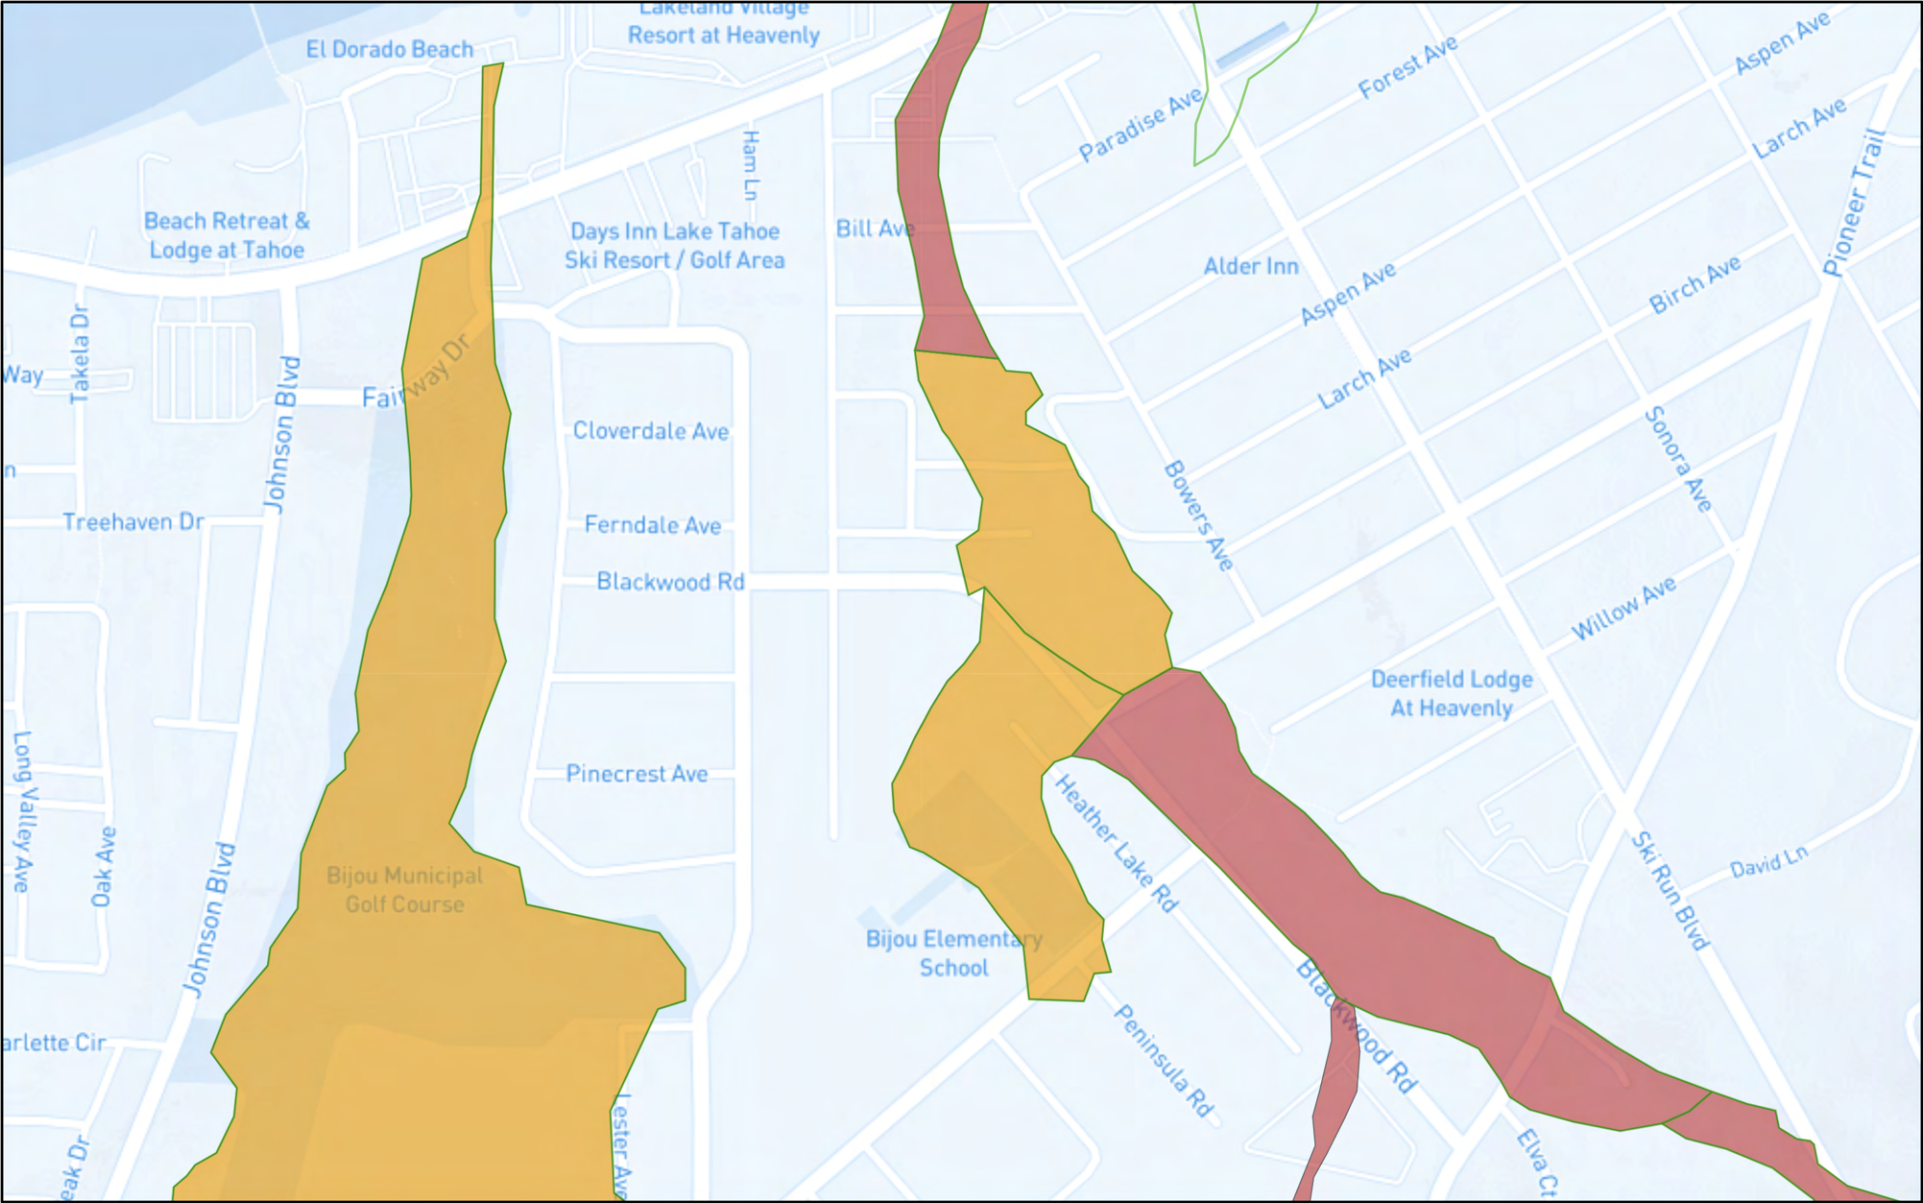 Lakeland Village
Resort at Heavenly
El Dorado Beach
Aspen Ave
Forest Ave
Paradise Ave
Larch Ave
Pioneer Trail
Ham Ln
Beach Retreat &
Lodge at Tahoe
Days Inn Lake Tahoe
Ski Resort / Golf Area
Bill Ave
Alder Inn
Aspen Ave
Birch Ave
Takela Dr
Way
Johnson Blvd
Fairway Dr
Larch Ave
Cloverdale Ave
Sonora Ave
n
Bowers Ave
Treehaven Dr
Ferndale Ave
Blackwood Rd
Willow Ave
Deerfield Lodge
At Heavenly
Long Valley Ave
Pinecrest Ave
Heather Lake Rd
Oak Ave
Johnson Blvd
Bijou Municipal
Golf Course
Ski Run Blvd
David Ln
Bijou Elementary
School
Blackwood Rd
arlette Cir
Peninsula Rd
Lester Ave
eak Dr
Elva Ct